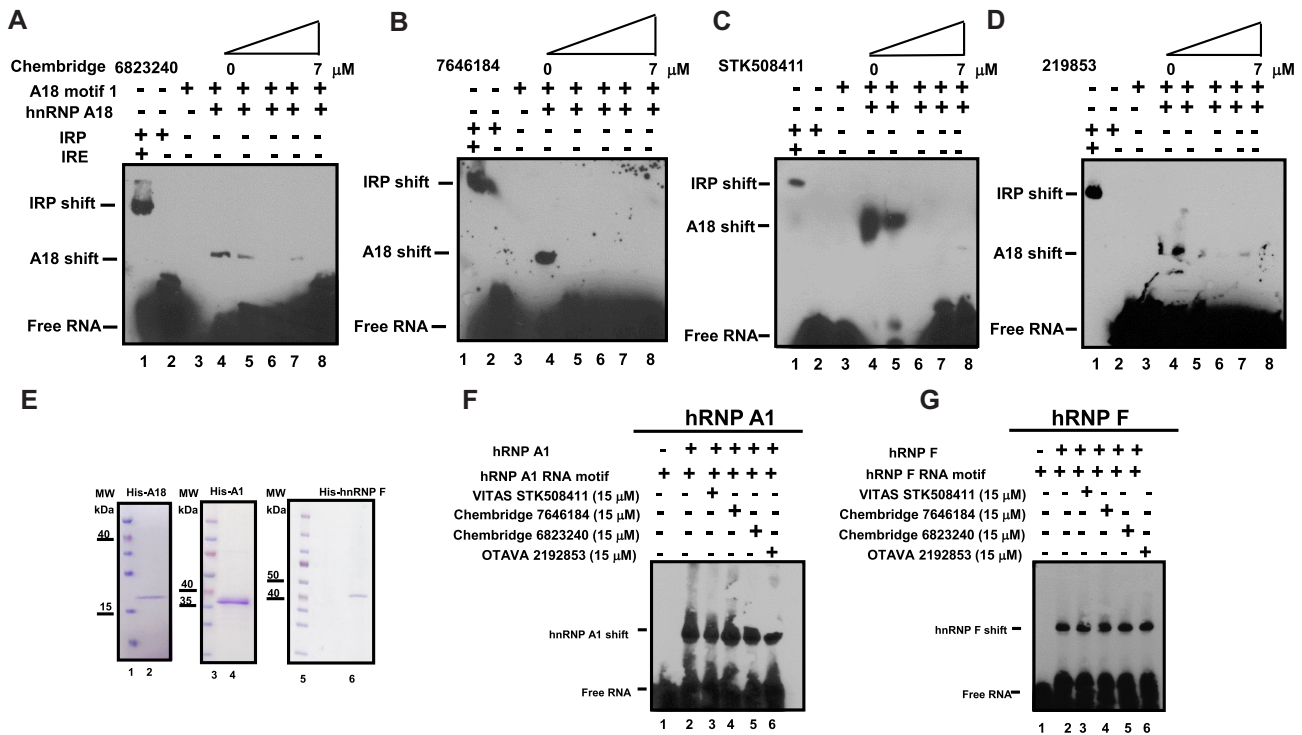 A
Chembridge 6823240
0 7 μM
A18 motif 1 - - + + + + + +
hnRNP A18 - - - + + + + +
IRP + + - - - - - -
IRE + - - - - - - -
IRP shift
A18 shift
Free RNA
1 2 3 4 5 6 7 8
B
7646184
0 7 μM
- - + + + + + +
- - - + + + + +
+ + - - - - - -
+ - - - - - - -
IRP shift
A18 shift
Free RNA
1 2 3 4 5 6 7 8
C
STK508411
0 7 μM
- - + + + + + +
- - - + + + + +
+ + - - - - - -
+ - - - - - - -
IRP shift
A18 shift
Free RNA
1 2 3 4 5 6 7 8
D
219853
0 7 μM
- - + + + + + +
- - - + + + + +
+ + - - - - - -
+ - - - - - - -
IRP shift
A18 shift
Free RNA
1 2 3 4 5 6 7 8
E
MW His-A18
kDa
40
15
1 2
MW His-A1
kDa
40
35
3 4
MW His-hnRNP F
kDa
50
40
5 6
F
hRNP A1
hRNP A1 - + + + + +
hRNP A1 RNA motif + + + + + +
VITAS STK508411 (15 μM) - - + - - -
Chembridge 7646184 (15 μM) - - - + - -
Chembridge 6823240 (15 μM) - - - - + -
OTAVA 2192853 (15 μM) - - - - - +
hnRNP A1 shift
Free RNA
1 2 3 4 5 6
G
hRNP F
hRNP F - + + + + +
hRNP F RNA motif + + + + + +
VITAS STK508411 (15 μM) - - + - - -
Chembridge 7646184 (15 μM) - - - + - -
Chembridge 6823240 (15 μM) - - - - + -
OTAVA 2192853 (15 μM) - - - - - +
hnRNP F shift
Free RNA
1 2 3 4 5 6